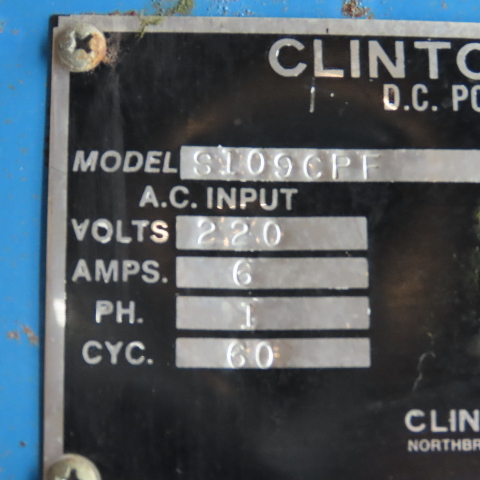 CLINTO
D.C. PO
MODEL S109CPF
A.C. INPUT
VOLTS 220
AMPS. 6
PH. 1
CYC. 60
CLIN
NORTHBR